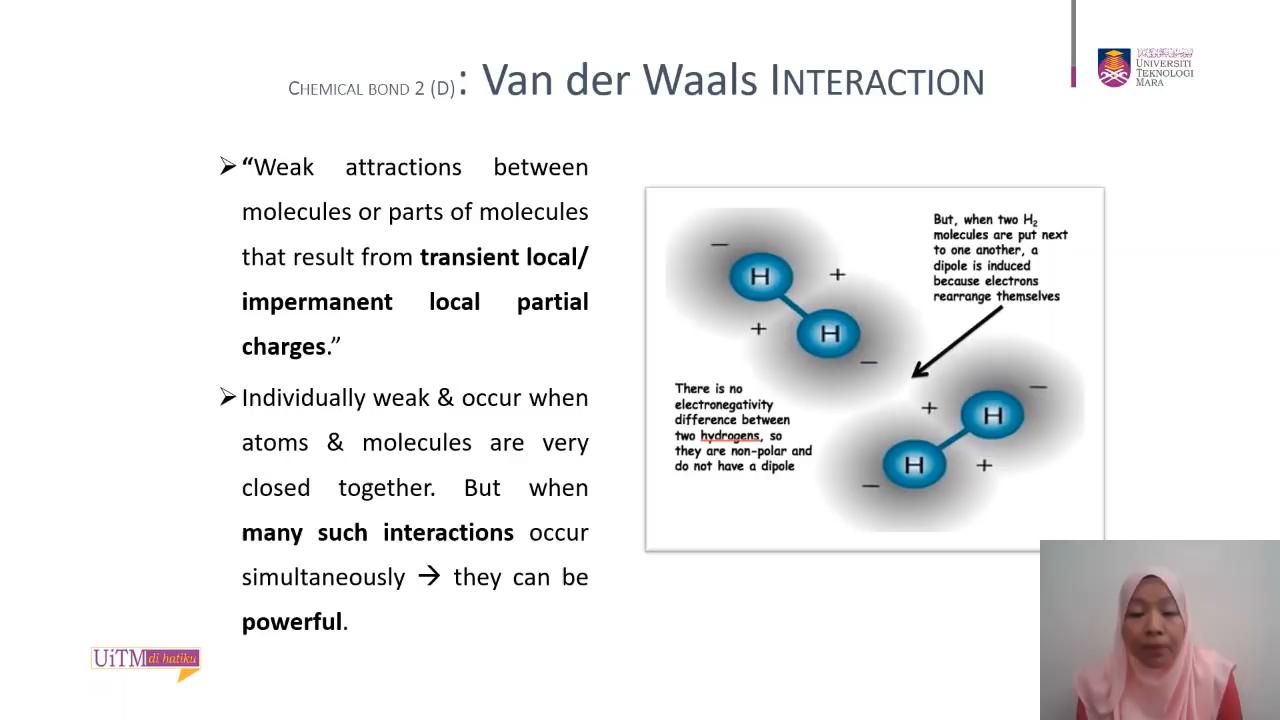 CHEMICAL BOND 2 (D): Van der Waals INTERACTION
UNIVERSITI
TEKNOLOGI
MARA
➢ “Weak attractions between
molecules or parts of molecules
that result from transient local/
impermanent local partial
charges.”
➢ Individually weak & occur when
atoms & molecules are very
closed together. But when
many such interactions occur
simultaneously → they can be
powerful.
But, when two H₂
molecules are put next
to one another, a
dipole is induced
because electrons
rearrange themselves
−
H
+
+
H
−
There is no
electronegativity
difference between
two hydrogens, so
they are non-polar and
do not have a dipole
−
+
H
H
+
−
UiTM di hatiku